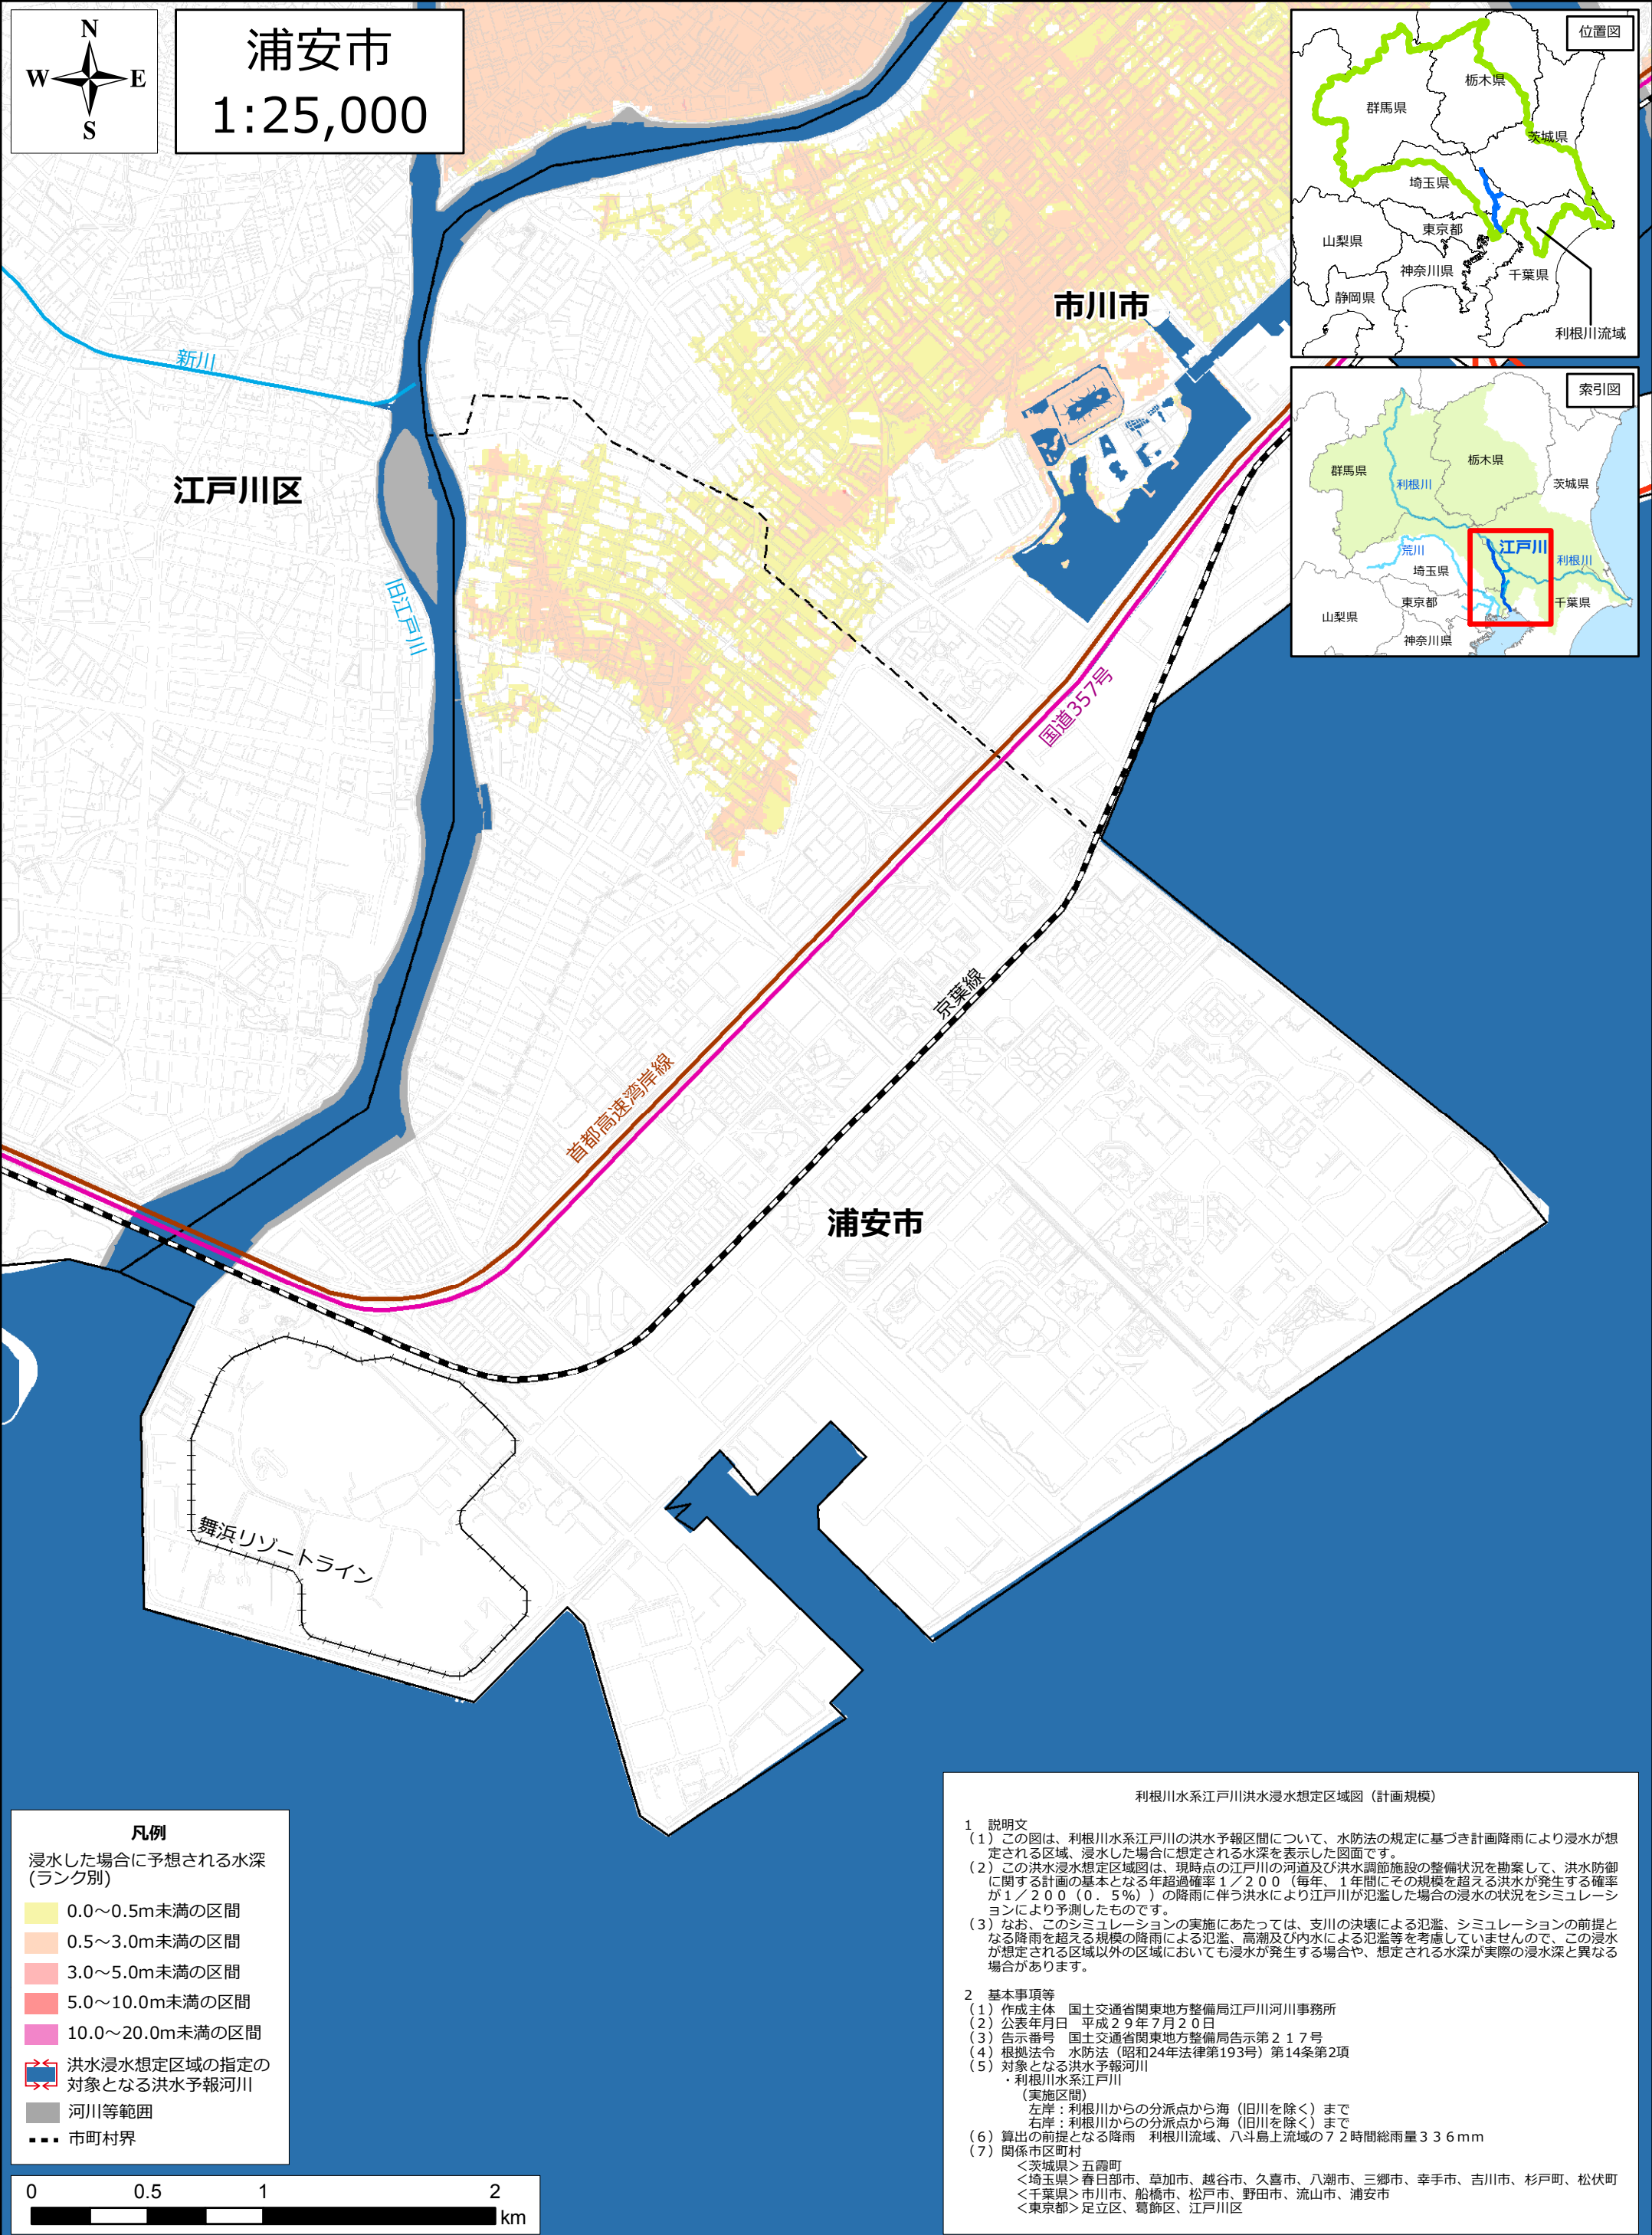 N
W E
S
浦安市
1:25,000
位置図
栃木県
群馬県
茨城県
埼玉県
東京都
山梨県
神奈川県
千葉県
静岡県
利根川流域
索引図
栃木県
群馬県
利根川
茨城県
荒川
江戸川
利根川
埼玉県
東京都
千葉県
山梨県
神奈川県
市川市
新川
江戸川区
旧江戸川
国道357号
京葉線
首都高速湾岸線
浦安市
舞浜リゾートライン
凡例
浸水した場合に予想される水深
(ランク別)
0.0～0.5m未満の区間
0.5～3.0m未満の区間
3.0～5.0m未満の区間
5.0～10.0m未満の区間
10.0～20.0m未満の区間
洪水浸水想定区域の指定の
対象となる洪水予報河川
河川等範囲
市町村界
0 0.5 1 2
km
利根川水系江戸川洪水浸水想定区域図（計画規模）
1 説明文
（1）この図は、利根川水系江戸川の洪水予報区間について、水防法の規定に基づき計画降雨により浸水が想
定される区域、浸水した場合に想定される水深を表示した図面です。
（2）この洪水浸水想定区域図は、現時点の江戸川の河道及び洪水調節施設の整備状況を勘案して、洪水防御
に関する計画の基本となる年超過確率１／２００（毎年、１年間にその規模を超える洪水が発生する確率
が１／２００（０．５%））の降雨に伴う洪水により江戸川が氾濫した場合の浸水の状況をシミュレーシ
ョンにより予測したものです。
（3）なお、このシミュレーションの実施にあたっては、支川の決壊による氾濫、シミュレーションの前提と
なる降雨を超える規模の降雨による氾濫、高潮及び内水による氾濫等を考慮していませんので、この浸水
が想定される区域以外の区域においても浸水が発生する場合や、想定される水深が実際の浸水深と異なる
場合があります。
2 基本事項等
（1）作成主体 国土交通省関東地方整備局江戸川河川事務所
（2）公表年月日 平成２９年７月２０日
（3）告示番号 国土交通省関東地方整備局告示第２１７号
（4）根拠法令 水防法（昭和24年法律第193号）第14条第2項
（5）対象となる洪水予報河川
・利根川水系江戸川
（実施区間）
左岸：利根川からの分派点から海（旧川を除く）まで
右岸：利根川からの分派点から海（旧川を除く）まで
（6）算出の前提となる降雨 利根川流域、八斗島上流域の７２時間総雨量３３６mm
（7）関係市区町村
＜茨城県＞五霞町
＜埼玉県＞春日部市、草加市、越谷市、久喜市、八潮市、三郷市、幸手市、吉川市、杉戸町、松伏町
＜千葉県＞市川市、船橋市、松戸市、野田市、流山市、浦安市
＜東京都＞足立区、葛飾区、江戸川区